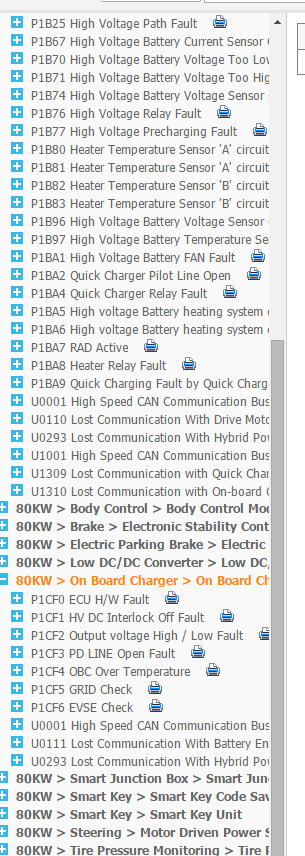 P1B25 High Voltage Path Fault
P1B67 High Voltage Battery Current Sensor
P1B70 High Voltage Battery Voltage Too Low
P1B71 High Voltage Battery Voltage Too Hig
P1B74 High Voltage Battery Voltage Sensor
P1B76 High Voltage Relay Fault
P1B77 High Voltage Precharging Fault
P1B80 Heater Temperature Sensor 'A' circuit
P1B81 Heater Temperature Sensor 'A' circuit
P1B82 Heater Temperature Sensor 'B' circuit
P1B83 Heater Temperature Sensor 'B' circuit
P1B96 High Voltage Battery Voltage Sensor
P1B97 High Voltage Battery Temperature Se
P1BA1 High Voltage Battery FAN Fault
P1BA2 Quick Charger Pilot Line Open
P1BA4 Quick Charger Relay Fault
P1BA5 High voltage Battery heating system
P1BA6 High voltage Battery heating system
P1BA7 RAD Active
P1BA8 Heater Relay Fault
P1BA9 Quick Charging Fault by Quick Charg
U0001 High Speed CAN Communication Bus
U0110 Lost Communication With Drive Moto
U0293 Lost Communication With Hybrid Pow
U1001 High Speed CAN Communication Bus
U1309 Lost Communication with Quick Char
U1310 Lost Communication with On-board C
80KW > Body Control > Body Control Mod
80KW > Brake > Electronic Stability Cont
80KW > Electric Parking Brake > Electric
80KW > Low DC/DC Converter > Low DC/
80KW > On Board Charger > On Board Ch
P1CF0 ECU H/W Fault
P1CF1 HV DC Interlock Off Fault
P1CF2 Output voltage High / Low Fault
P1CF3 PD LINE Open Fault
P1CF4 OBC Over Temperature
P1CF5 GRID Check
P1CF6 EVSE Check
U0001 High Speed CAN Communication Bus
U0111 Lost Communication With Battery En
U0293 Lost Communication With Hybrid Pow
80KW > Smart Junction Box > Smart Jun
80KW > Smart Key > Smart Key Code Sav
80KW > Smart Key > Smart Key Unit
80KW > Steering > Motor Driven Power S
80KW > Tire Pressure Monitoring > Tire P